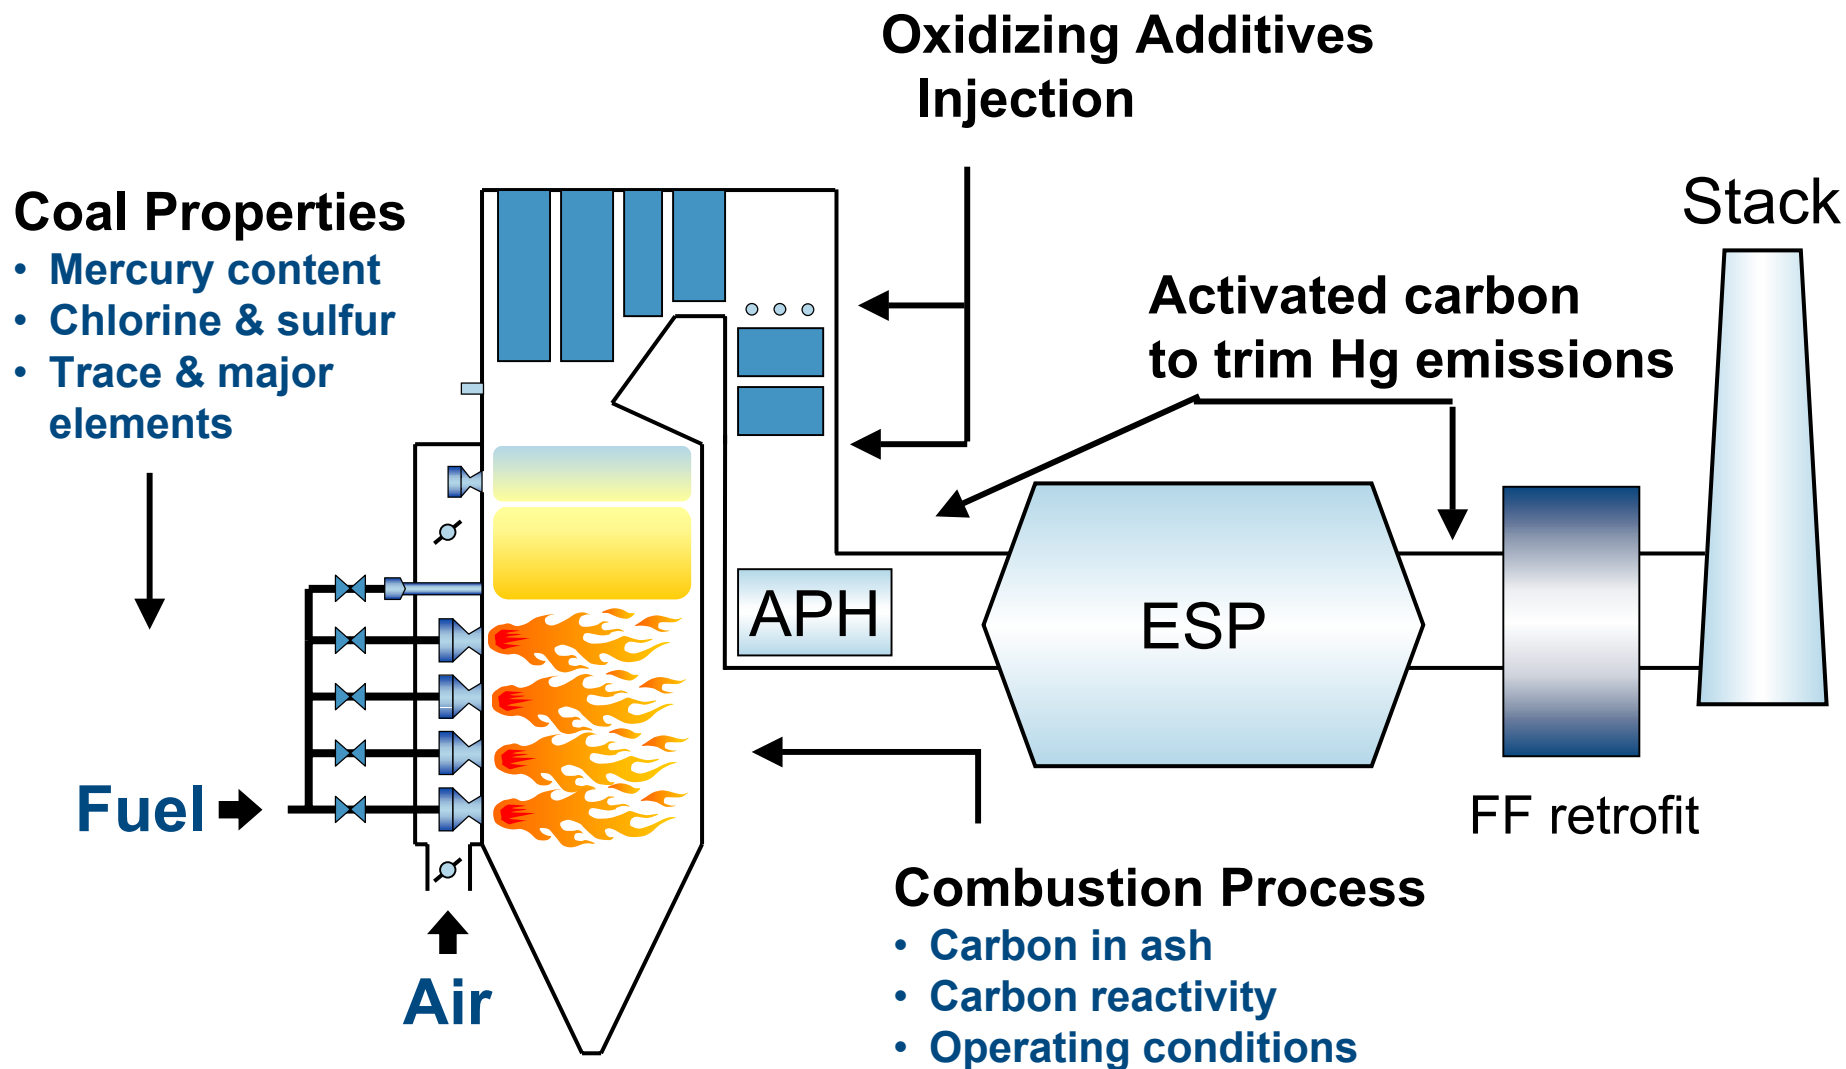 Oxidizing Additives
Injection
Coal Properties
• Mercury content
• Chlorine & sulfur
• Trace & major
elements
Stack
Activated carbon
to trim Hg emissions
APH
ESP
FF retrofit
Fuel
Air
Combustion Process
• Carbon in ash
• Carbon reactivity
• Operating conditions